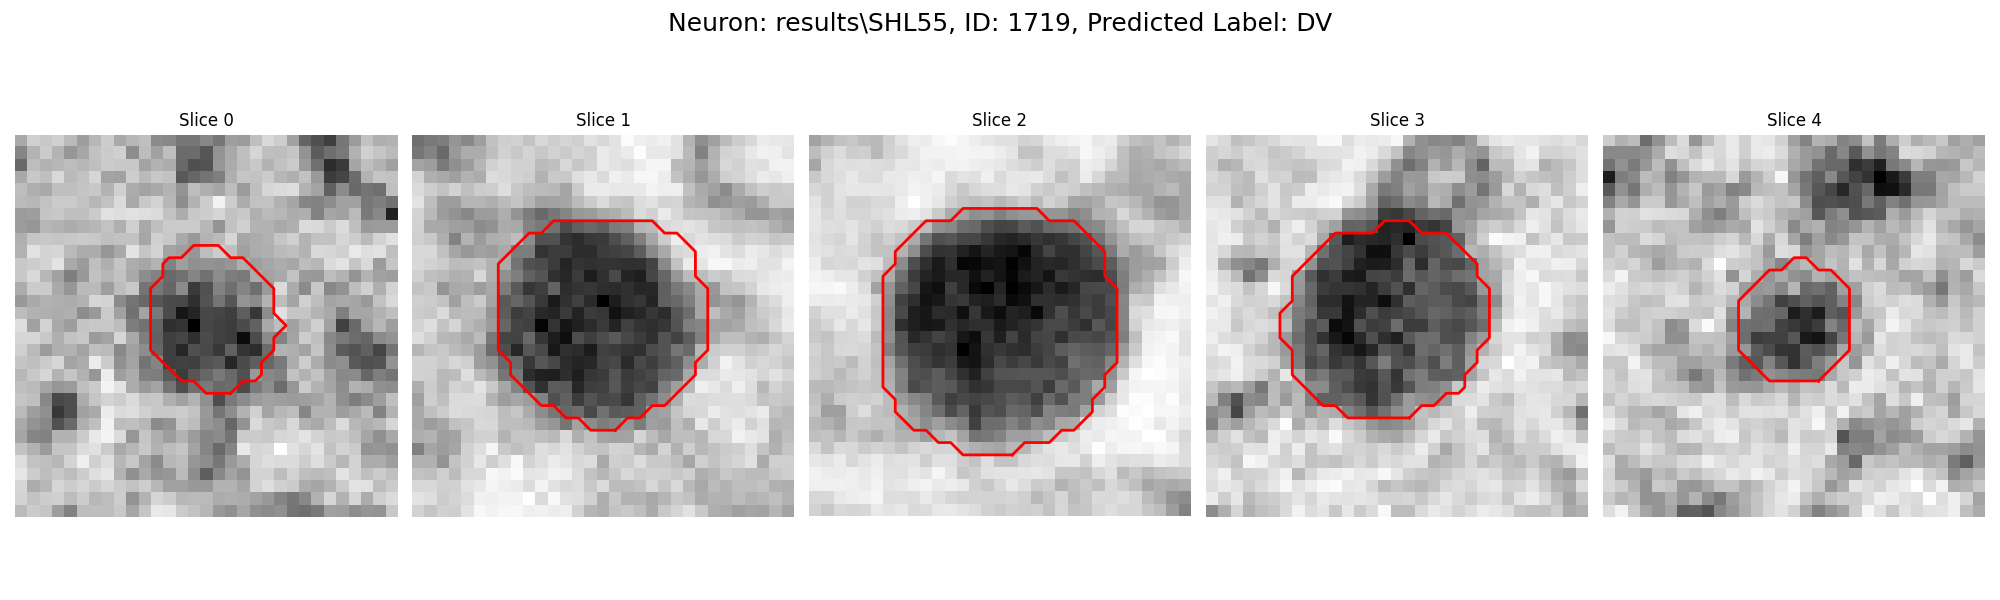 Neuron: results\SHL55, ID: 1719, Predicted Label: DV
Slice 0
Slice 1
Slice 2
Slice 3
Slice 4